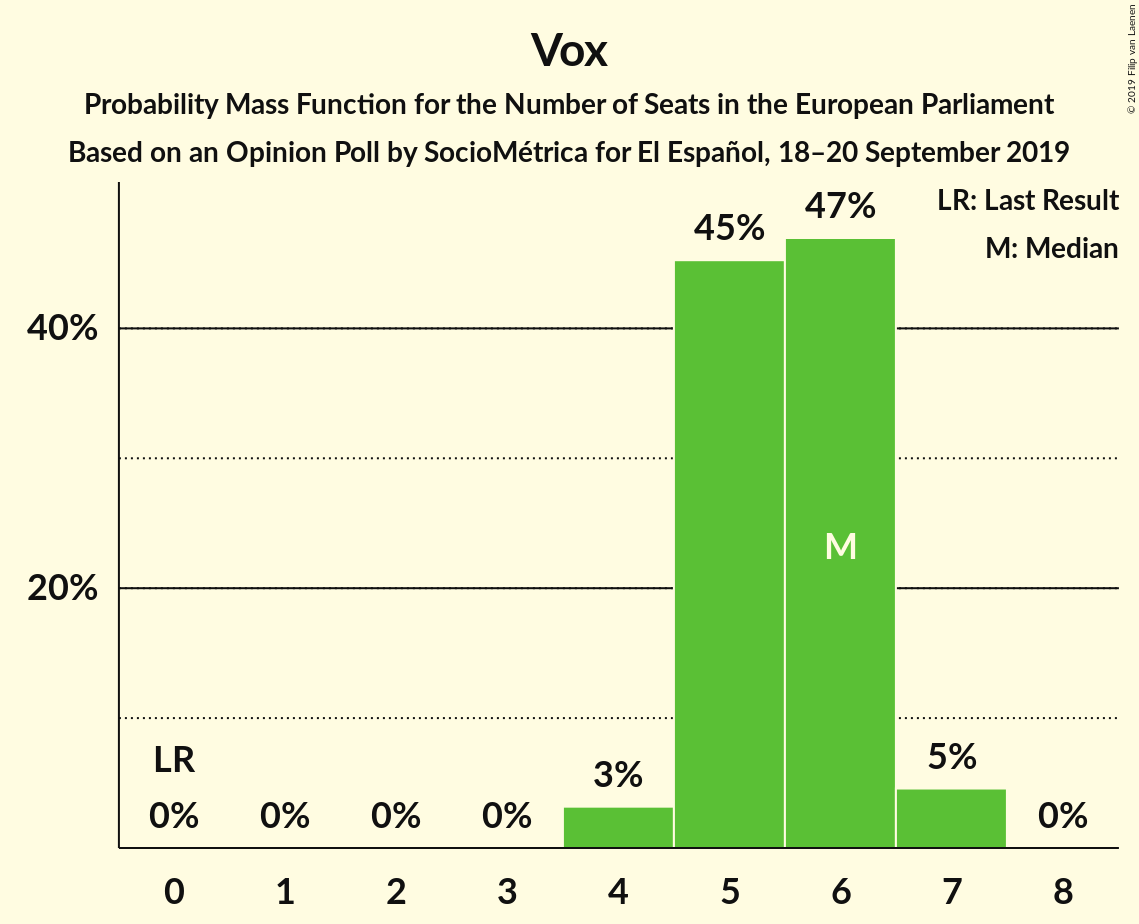 Vox
Probability Mass Function for the Number of Seats in the European Parliament
Based on an Opinion Poll by SocioMétrica for El Español, 18–20 September 2019
© 2019 Filip van Laenen
LR: Last Result
M: Median
40%
20%
LR
0%
0%
0%
0%
3%
45%
47%
M
5%
0%
0 1 2 3 4 5 6 7 8